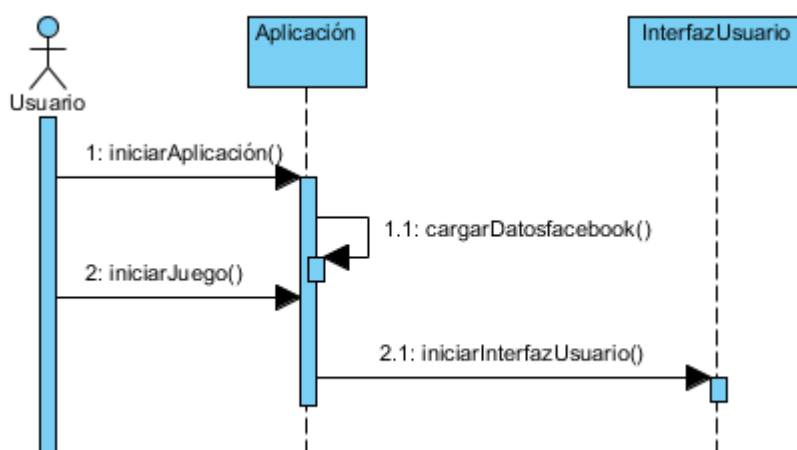 Aplicación
InterfazUsuario
Usuario
1: iniciarAplicación()
1.1: cargarDatosfacebook()
2: iniciarJuego()
2.1: iniciarInterfazUsuario()